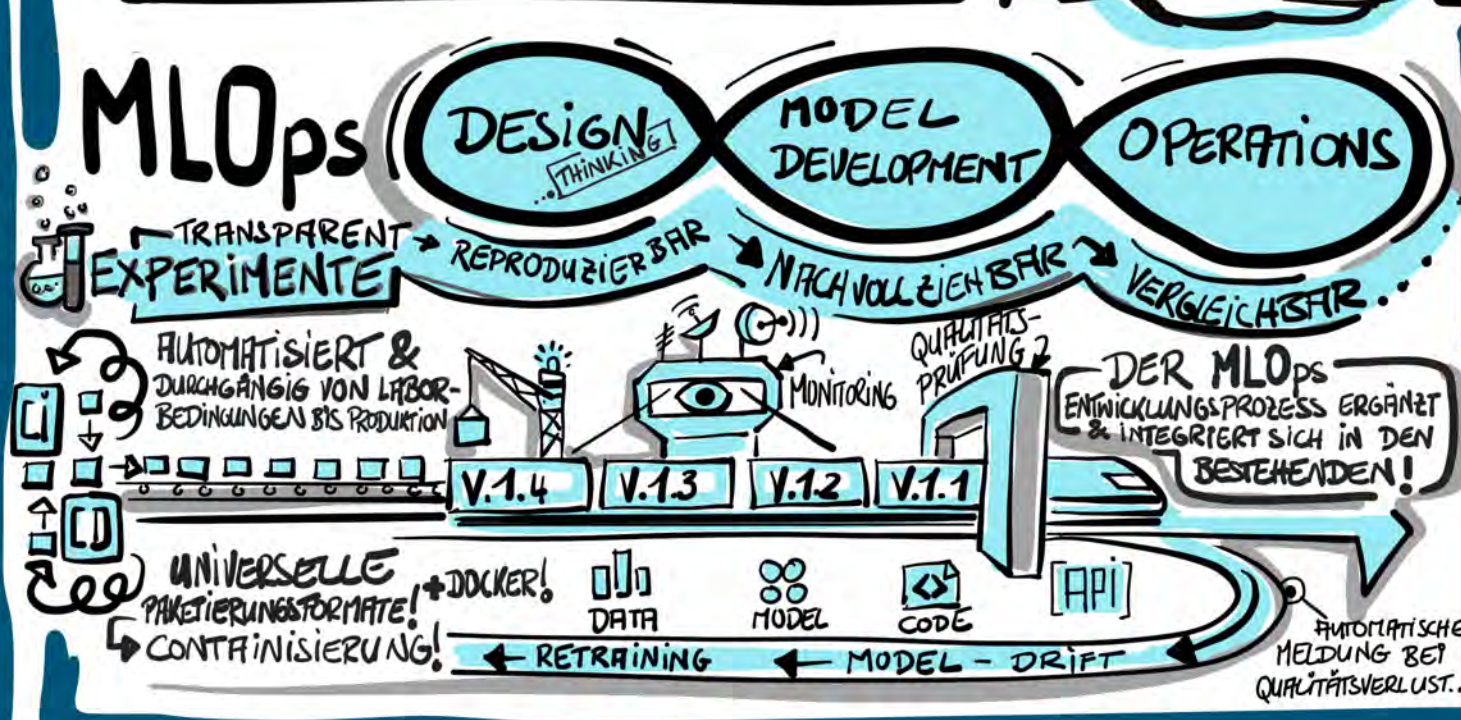 MLOps
DESIGN
...THINKING
MODEL
DEVELOPMENT
OPERATIONS
TRANSPARENT
EXPERIMENTE
REPRODUZIERBAR
NACHVOLLZIEHBAR
VERGLEICHBAR...
AUTOMATISIERT &
DURCHGÄNGIG VON LABOR-
BEDINGUNGEN BIS PRODUKTION
CI
CD
MONITORING
QUALITÄTS-
PRÜFUNG?
DER MLOps
ENTWICKLUNGSPROZESS ERGÄNZT
& INTEGRIERT SICH IN DEN
BESTEHENDEN!
V.1.4
V.1.3
V.1.2
V.1.1
UNIVERSELLE
PAKETIERUNGSFORMATE!
+DOCKER!
CONTAINISIERUNG!
DATA
MODEL
CODE
[API]
RETRAINING
MODEL-DRIFT
AUTOMATISCHE
MELDUNG BEI
QUALITÄTSVERLUST..